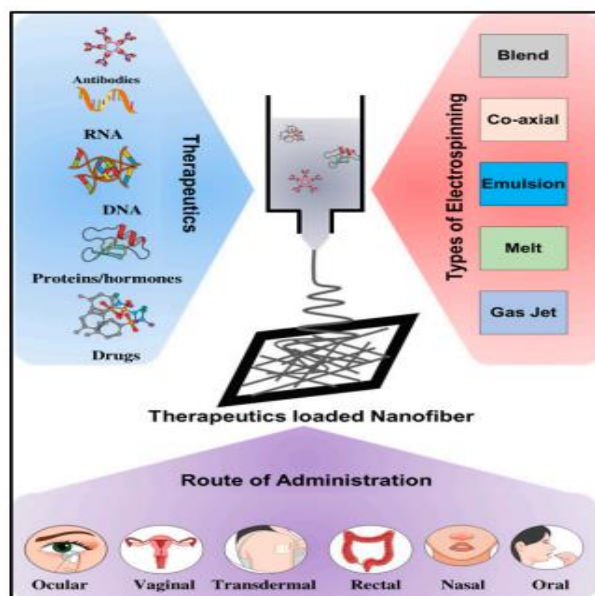 Antibodies
RNA
DNA
Proteins/hormones
Drugs
Therapeutics
Types of Electrospinning
Blend
Co-axial
Emulsion
Melt
Gas Jet
Therapeutics loaded Nanofiber
Route of Administration
Ocular Vaginal Transdermal Rectal Nasal Oral